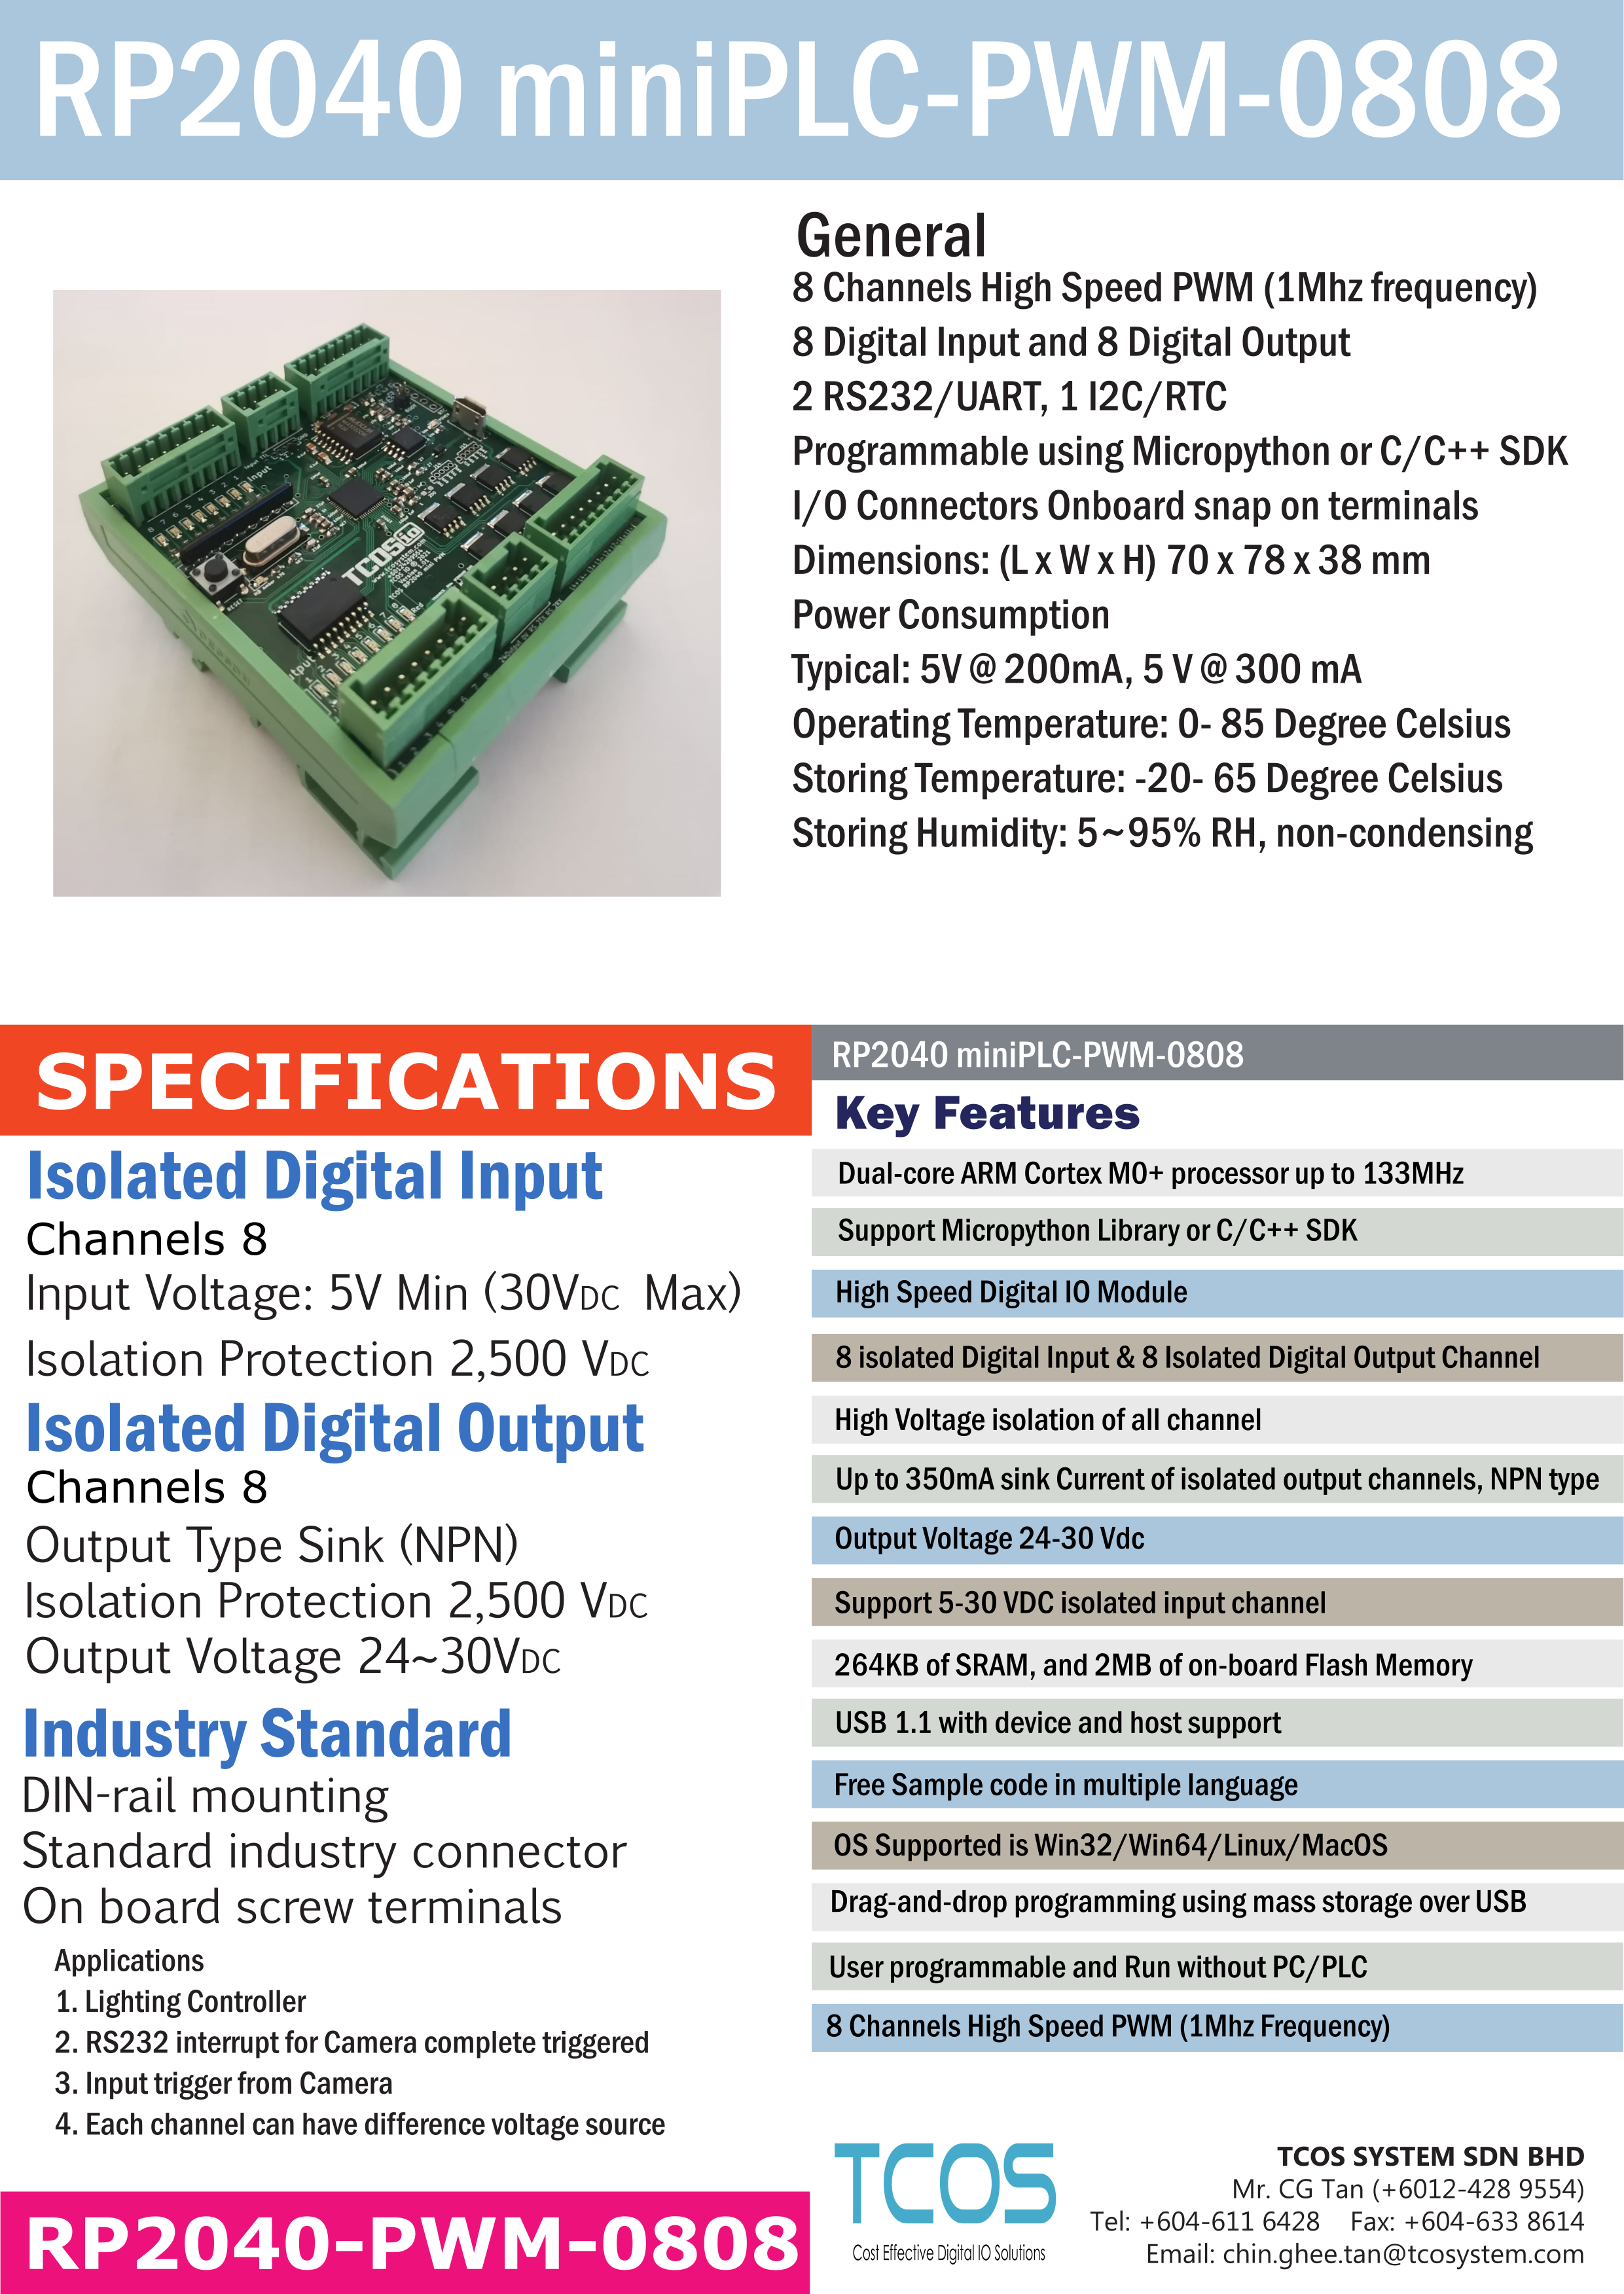 RP2040 miniPLC-PWM-0808
General
8 Channels High Speed PWM (1Mhz frequency)
8 Digital Input and 8 Digital Output
2 RS232/UART, 1 I2C/RTC
Programmable using Micropython or C/C++ SDK
I/O Connectors Onboard snap on terminals
Dimensions: (L x W x H) 70 x 78 x 38 mm
Power Consumption
Typical: 5V @ 200mA, 5 V @ 300 mA
Operating Temperature: 0- 85 Degree Celsius
Storing Temperature: -20- 65 Degree Celsius
Storing Humidity: 5~95% RH, non-condensing
Input
8 7 6 5 4 3 2 1
RESET
TCOSio
www.tcosystem.com
SPECIFICATIONS
Isolated Digital Input
Channels 8
Input Voltage: 5V Min (30VDC Max)
Isolation Protection 2,500 VDC
Isolated Digital Output
Channels 8
Output Type Sink (NPN)
Isolation Protection 2,500 VDC
Output Voltage 24~30VDC
Industry Standard
DIN-rail mounting
Standard industry connector
On board screw terminals
Applications
1. Lighting Controller
2. RS232 interrupt for Camera complete triggered
3. Input trigger from Camera
4. Each channel can have difference voltage source
RP2040-PWM-0808
RP2040 miniPLC-PWM-0808
Key Features
Dual-core ARM Cortex M0+ processor up to 133MHz
Support Micropython Library or C/C++ SDK
High Speed Digital IO Module
8 isolated Digital Input & 8 Isolated Digital Output Channel
High Voltage isolation of all channel
Up to 350mA sink Current of isolated output channels, NPN type
Output Voltage 24-30 Vdc
Support 5-30 VDC isolated input channel
264KB of SRAM, and 2MB of on-board Flash Memory
USB 1.1 with device and host support
Free Sample code in multiple language
OS Supported is Win32/Win64/Linux/MacOS
Drag-and-drop programming using mass storage over USB
User programmable and Run without PC/PLC
8 Channels High Speed PWM (1Mhz Frequency)
TCOS
Cost Effective Digital IO Solutions
TCOS SYSTEM SDN BHD
Mr. CG Tan (+6012-428 9554)
Tel: +604-611 6428 Fax: +604-633 8614
Email: chin.ghee.tan@tcosystem.com